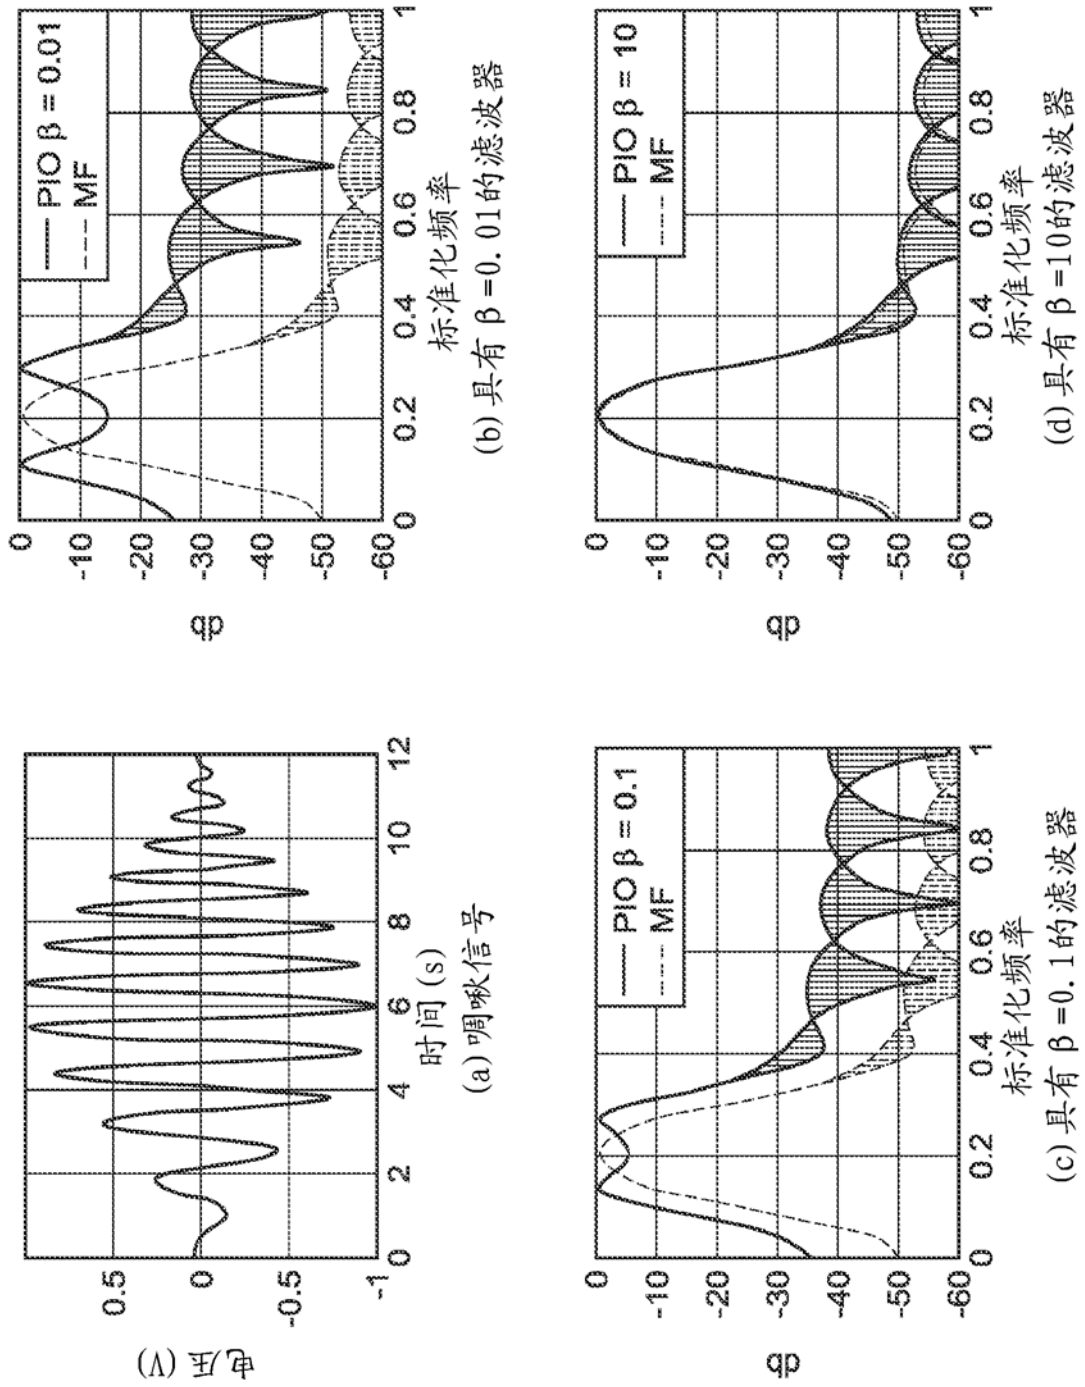 电压 (V)
0.5
0
-0.5
-1
0 2 4 6 8 10 12
时间 (s)
(a) 啁啾信号
PIO β = 0.01
MF
db
0
-10
-20
-30
-40
-50
-60
0 0.2 0.4 0.6 0.8 1
标准化频率
(b) 具有 β =0.01的滤波器
PIO β = 0.1
MF
db
0
-10
-20
-30
-40
-50
-60
0 0.2 0.4 0.6 0.8 1
标准化频率
(c) 具有 β =0.1的滤波器
PIO β = 10
MF
db
0
-10
-20
-30
-40
-50
-60
0 0.2 0.4 0.6 0.8 1
标准化频率
(d) 具有 β =10的滤波器